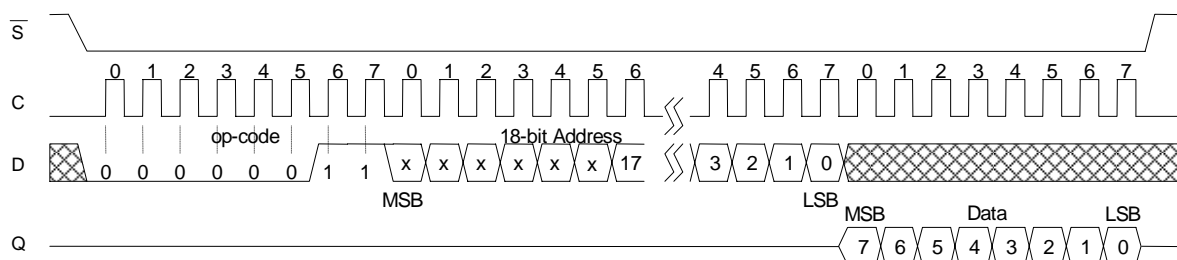 S
0 1 2 3 4 5 6 7 0 1 2 3 4 5 6 4 5 6 7 0 1 2 3 4 5 6 7
C
op-code 18-bit Address
D 0 0 0 0 0 0 1 1 x x x x x x 17 3 2 1 0
MSB LSB MSB Data LSB
Q 7 6 5 4 3 2 1 0